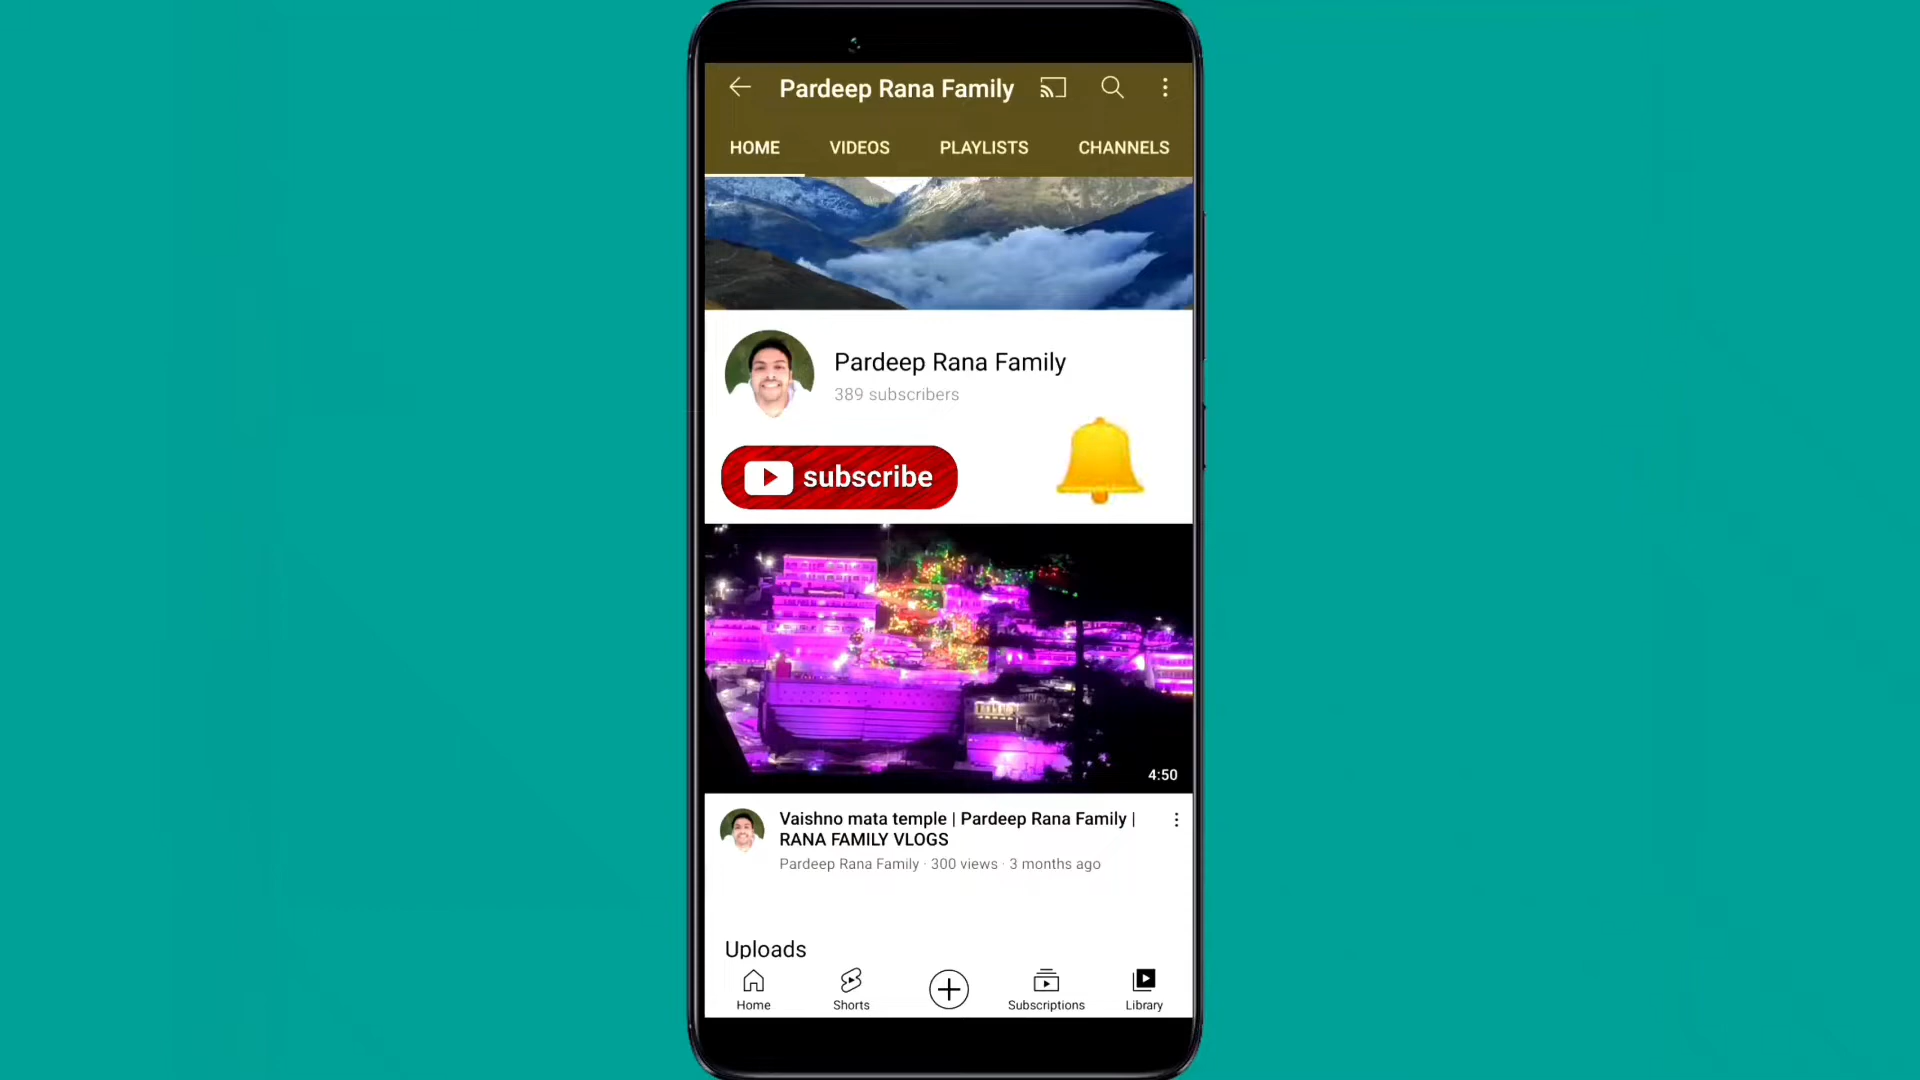 Pardeep Rana Family
HOME VIDEOS PLAYLISTS CHANNELS
Pardeep Rana Family
389 subscribers
subscribe
4:50
Vaishno mata temple | Pardeep Rana Family |
RANA FAMILY VLOGS
Pardeep Rana Family · 300 views · 3 months ago
Uploads
Home Shorts Subscriptions Library